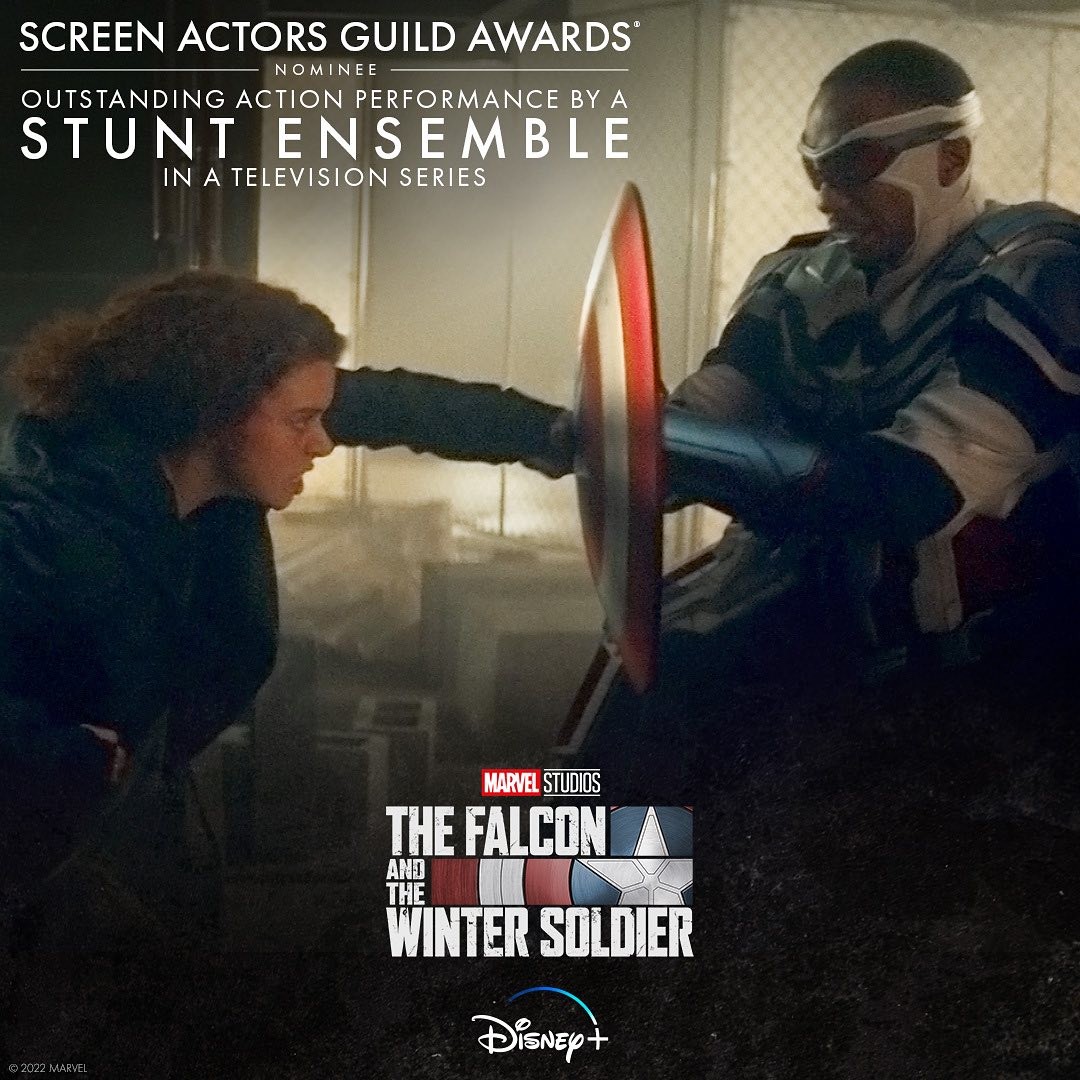 SCREEN ACTORS GUILD AWARDS®
NOMINEE
OUTSTANDING ACTION PERFORMANCE BY A
STUNT ENSEMBLE
IN A TELEVISION SERIES
MARVEL STUDIOS
THE FALCON
AND
THE
WINTER SOLDIER
Disney+
© 2022 MARVEL